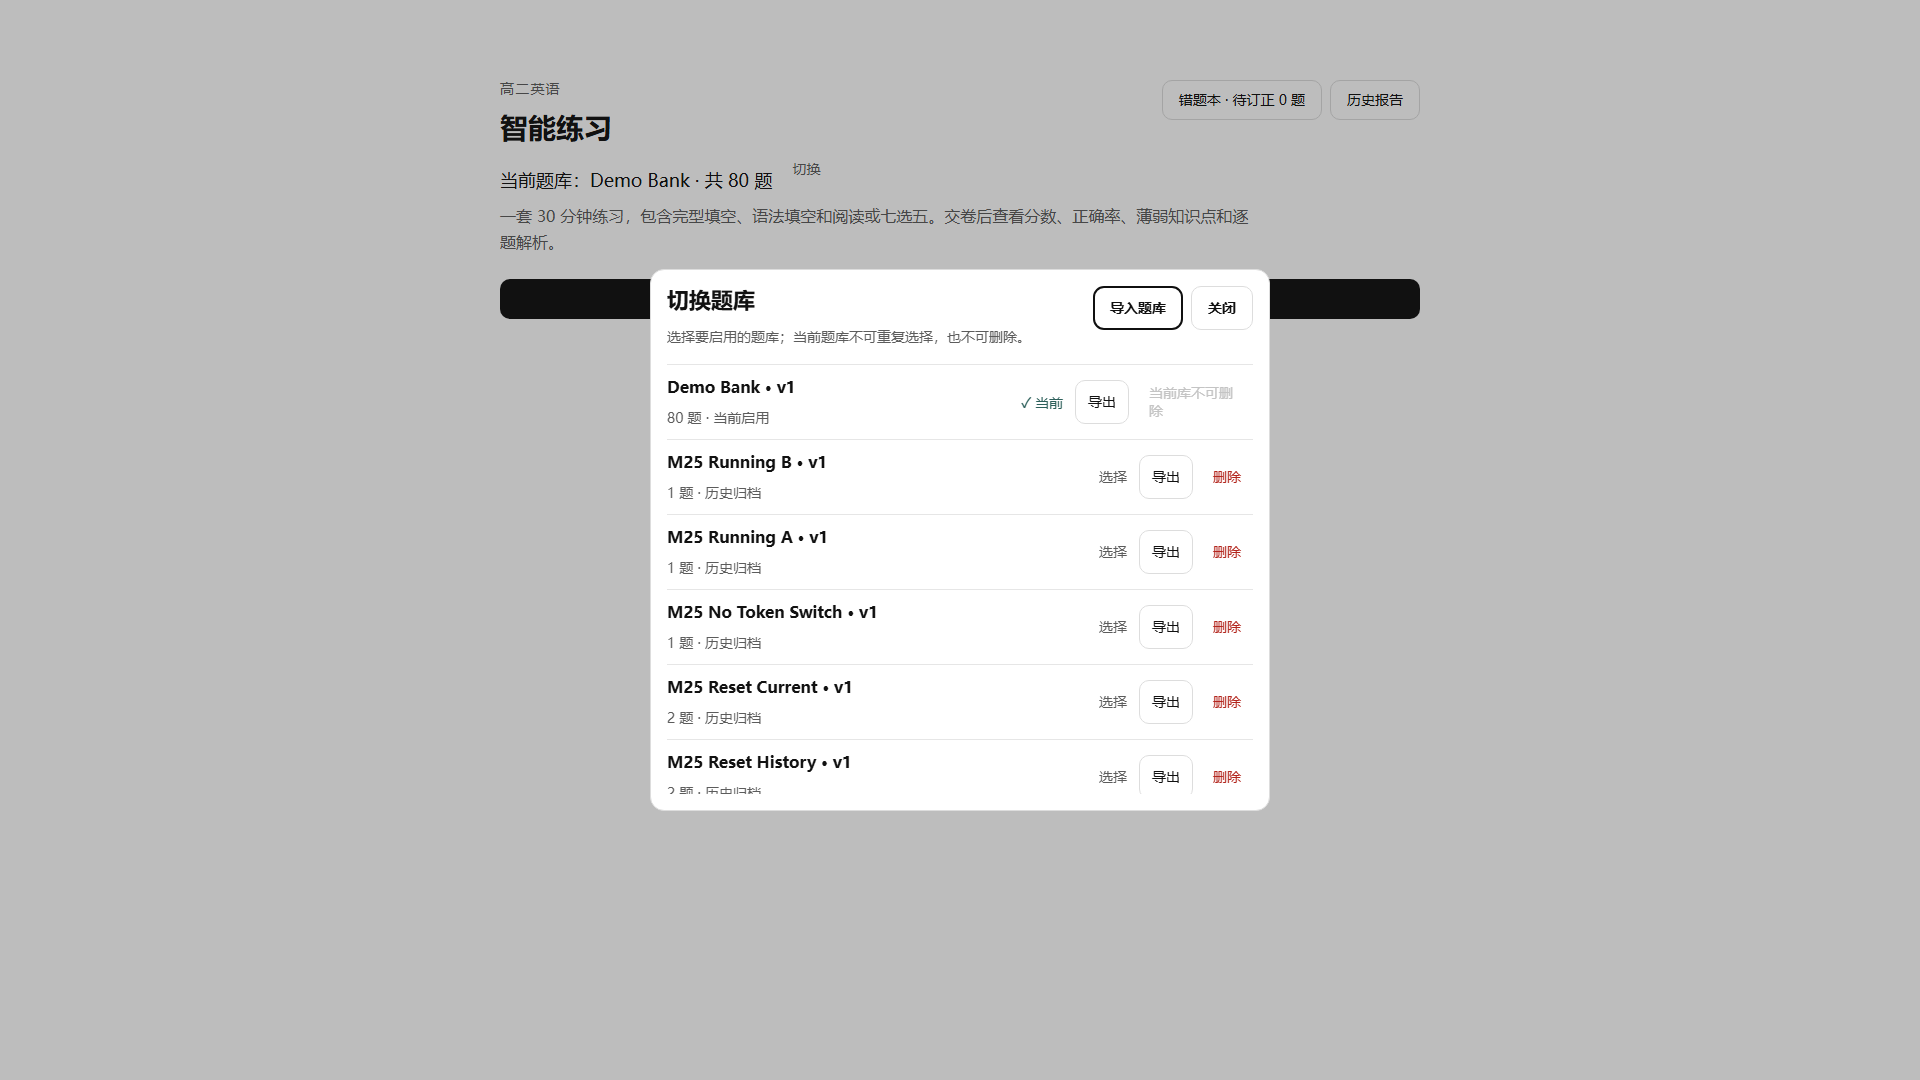 高二英语
智能练习
错题本 · 待订正 0 题
历史报告
当前题库：Demo Bank · 共 80 题
切换
一套 30 分钟练习，包含完型填空、语法填空和阅读或七选五。交卷后查看分数、正确率、薄弱知识点和逐
题解析。
切换题库
导入题库
关闭
选择要启用的题库；当前题库不可重复选择，也不可删除。
Demo Bank • v1
80 题 · 当前启用
✓ 当前
导出
当前库不可删
除
M25 Running B • v1
1 题 · 历史归档
选择
导出
删除
M25 Running A • v1
1 题 · 历史归档
选择
导出
删除
M25 No Token Switch • v1
1 题 · 历史归档
选择
导出
删除
M25 Reset Current • v1
2 题 · 历史归档
选择
导出
删除
M25 Reset History • v1
2 题 · 历史归档
选择
导出
删除